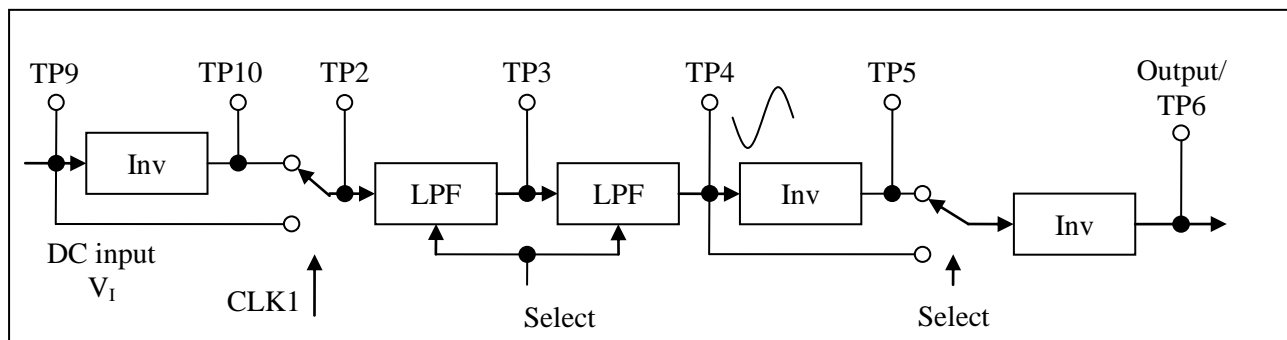 TP9
TP10
TP2
TP3
TP4
TP5
Output/
TP6
Inv
LPF
LPF
Inv
Inv
DC input
VI
CLK1
Select
Select